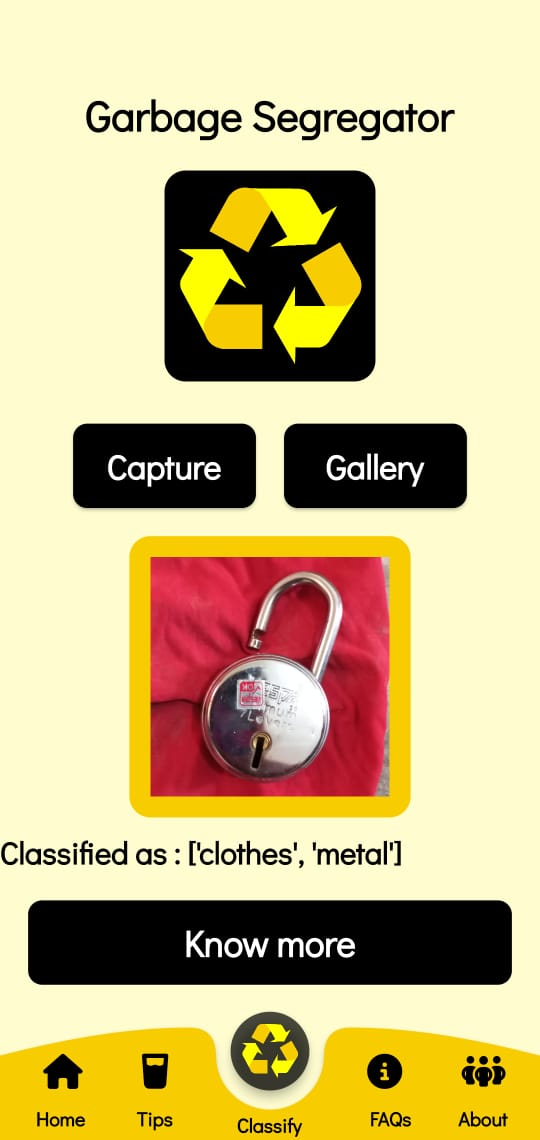 Garbage Segregator
Capture
Gallery
Classified as : ['clothes', 'metal']
Know more
Home
Tips
Classify
FAQs
About